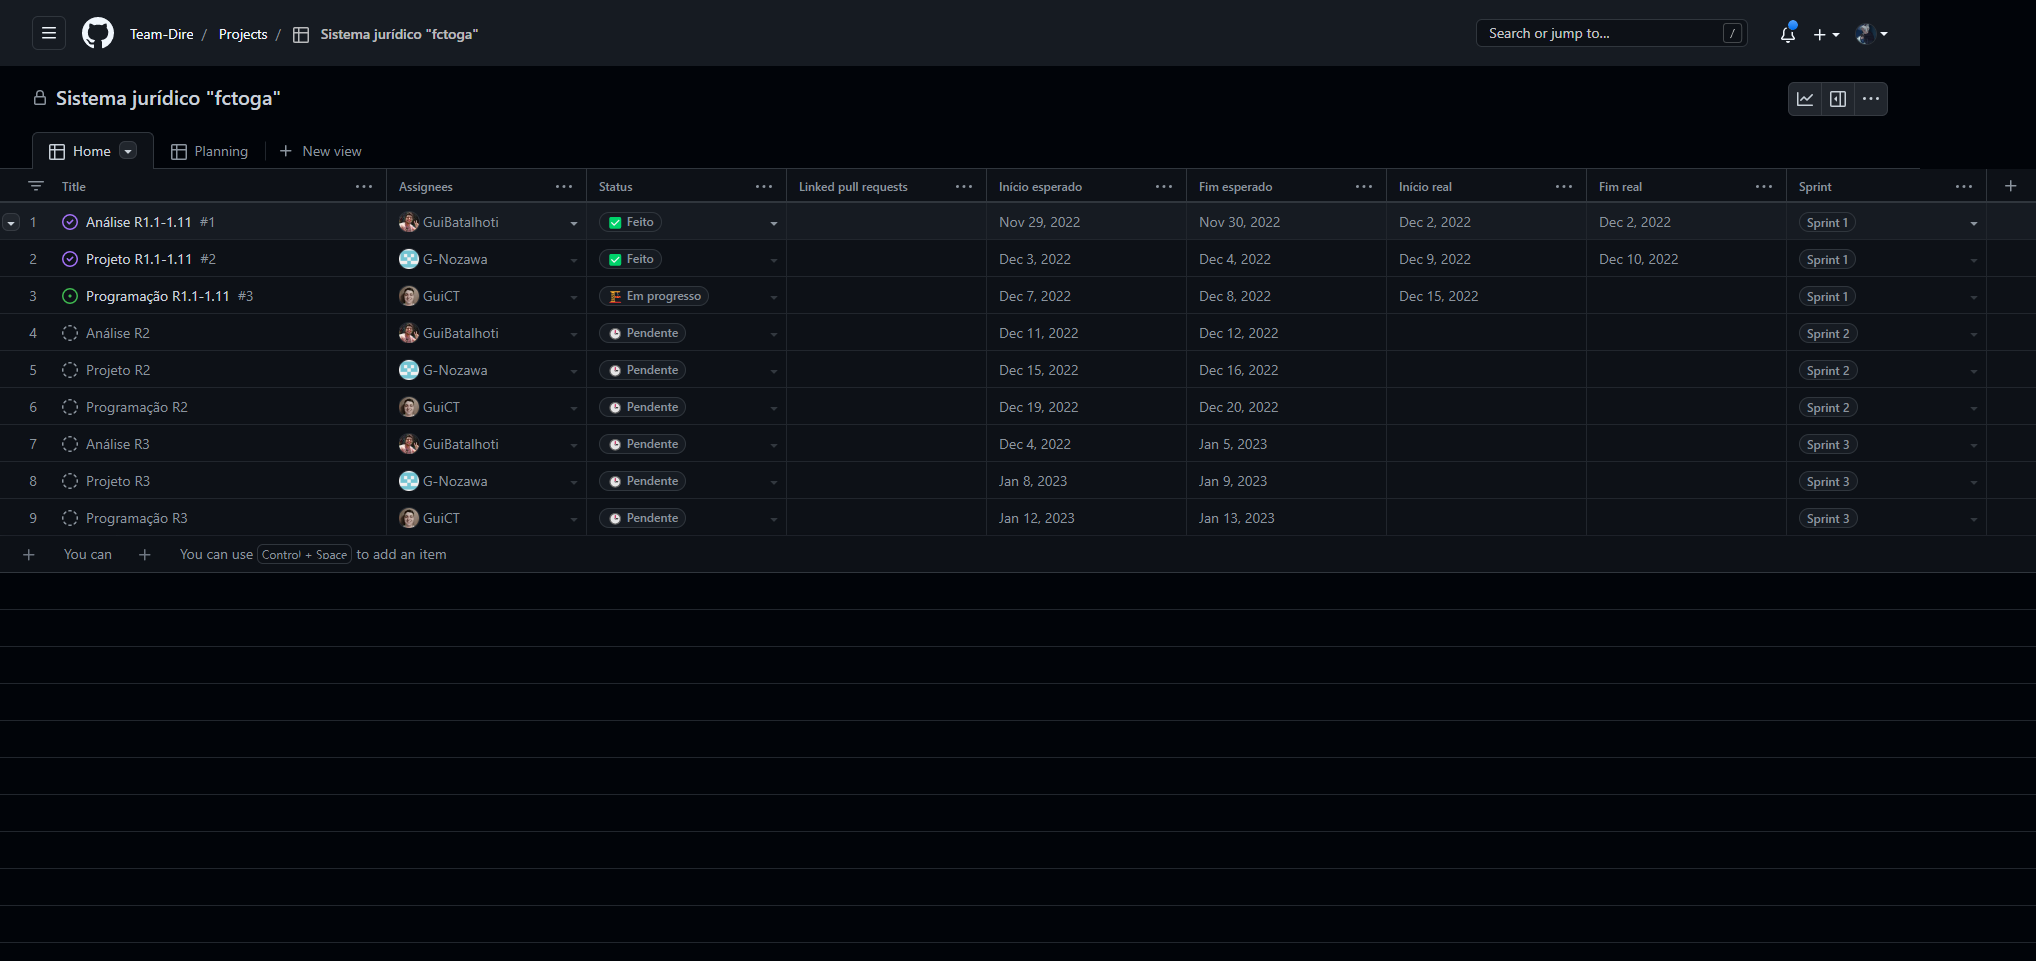 Team-Dire / Projects / Sistema jurídico "fctoga" Search or jump to... /
Sistema jurídico "fctoga"
Home Planning New view
Title Assignees Status Linked pull requests Início esperado Fim esperado Início real Fim real Sprint
1 Análise R1.1-1.11 #1 GuiBatalhoti Feito Nov 29, 2022 Nov 30, 2022 Dec 2, 2022 Dec 2, 2022 Sprint 1
2 Projeto R1.1-1.11 #2 G-Nozawa Feito Dec 3, 2022 Dec 4, 2022 Dec 9, 2022 Dec 10, 2022 Sprint 1
3 Programação R1.1-1.11 #3 GuiCT Em progresso Dec 7, 2022 Dec 8, 2022 Dec 15, 2022 Sprint 1
4 Análise R2 GuiBatalhoti Pendente Dec 11, 2022 Dec 12, 2022 Sprint 2
5 Projeto R2 G-Nozawa Pendente Dec 15, 2022 Dec 16, 2022 Sprint 2
6 Programação R2 GuiCT Pendente Dec 19, 2022 Dec 20, 2022 Sprint 2
7 Análise R3 GuiBatalhoti Pendente Dec 4, 2022 Jan 5, 2023 Sprint 3
8 Projeto R3 G-Nozawa Pendente Jan 8, 2023 Jan 9, 2023 Sprint 3
9 Programação R3 GuiCT Pendente Jan 12, 2023 Jan 13, 2023 Sprint 3
+ You can + You can use Control + Space to add an item